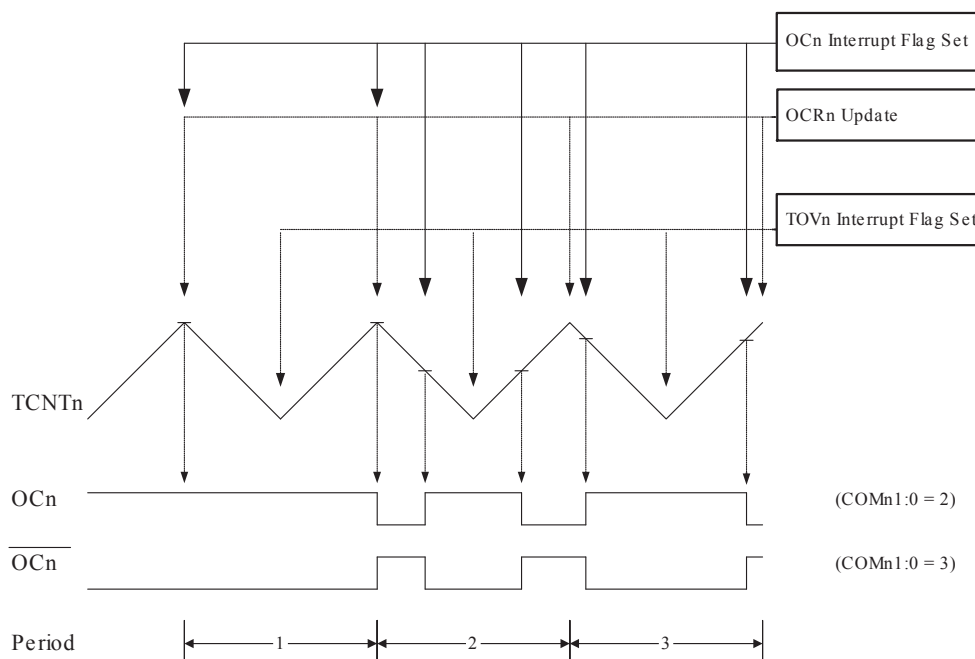 OCn Interrupt Flag Set
OCRn Update
TOVn Interrupt Flag Set
TCNTn
OCn
(COMn1:0 = 2)
OCn
(COMn1:0 = 3)
Period
1
2
3